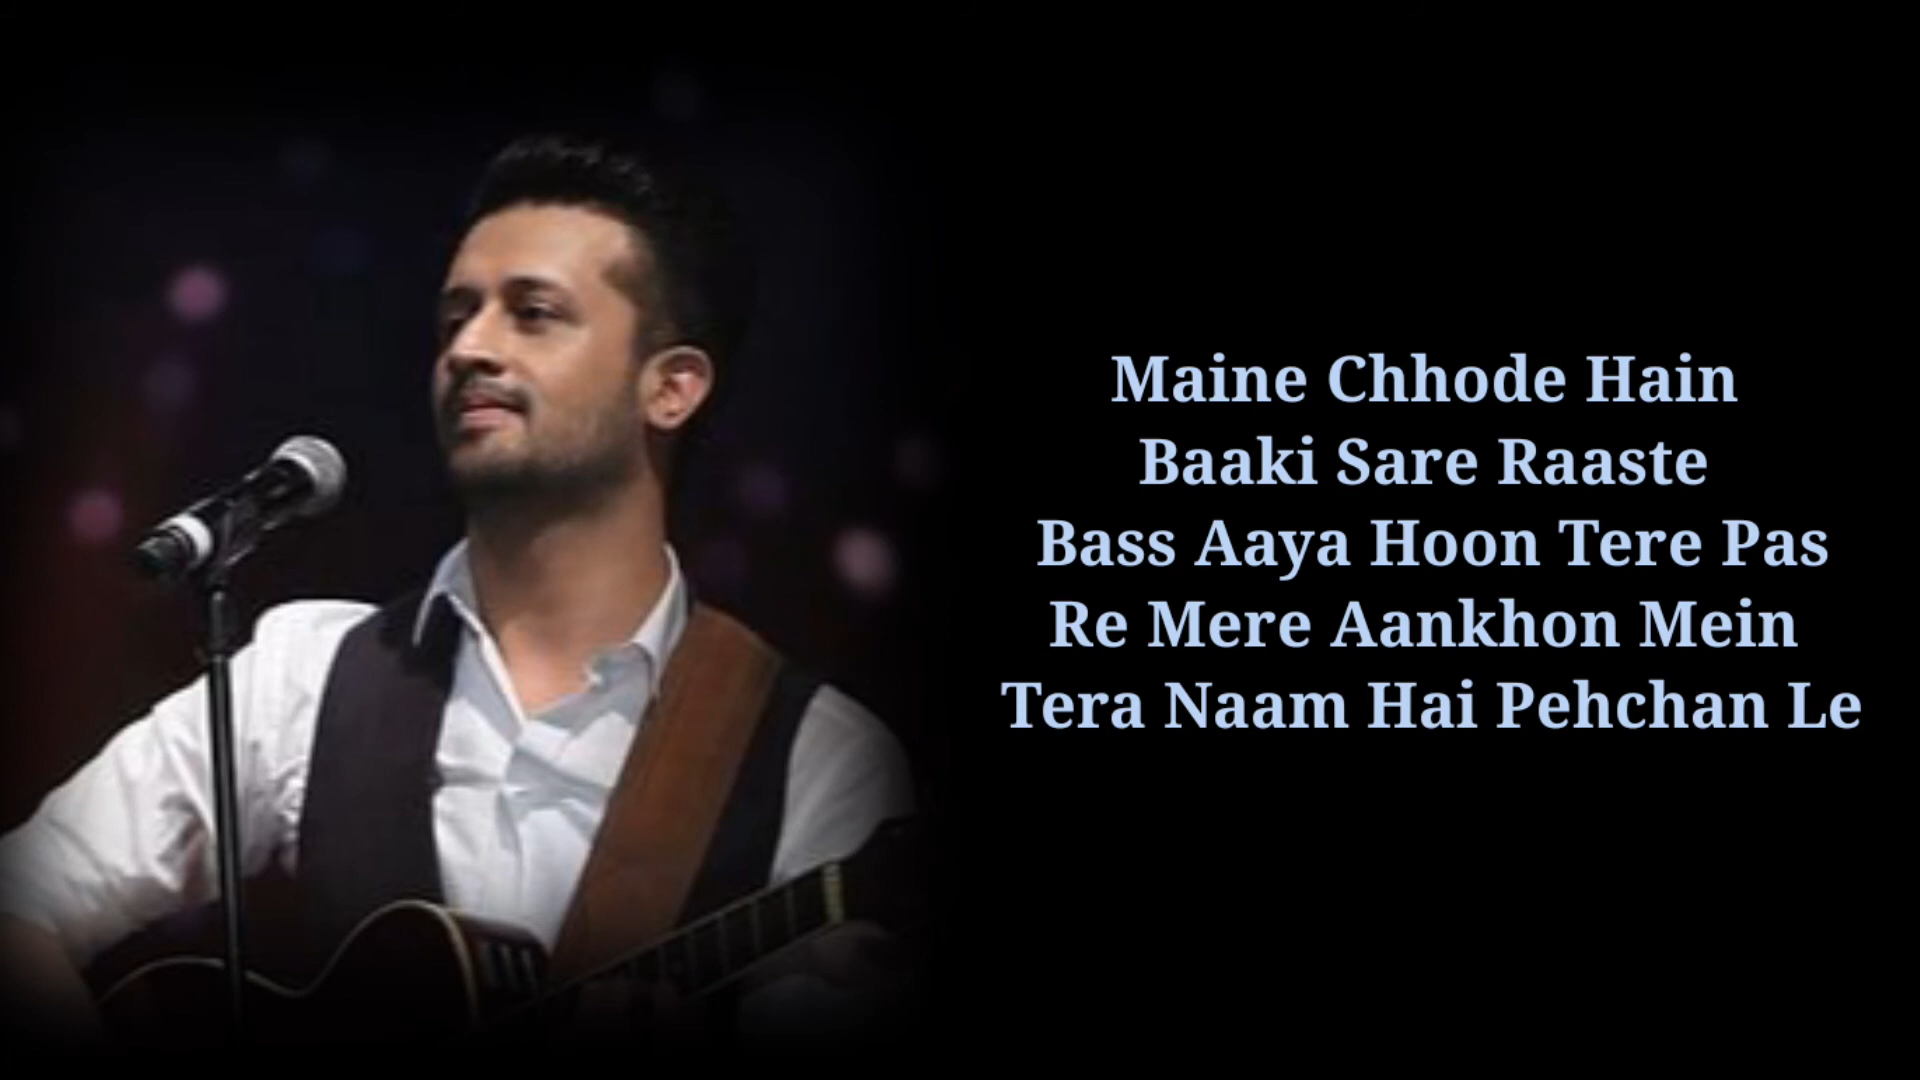 Maine Chhode Hain
Baaki Sare Raaste
Bass Aaya Hoon Tere Pas
Re Mere Aankhon Mein
Tera Naam Hai Pehchan Le